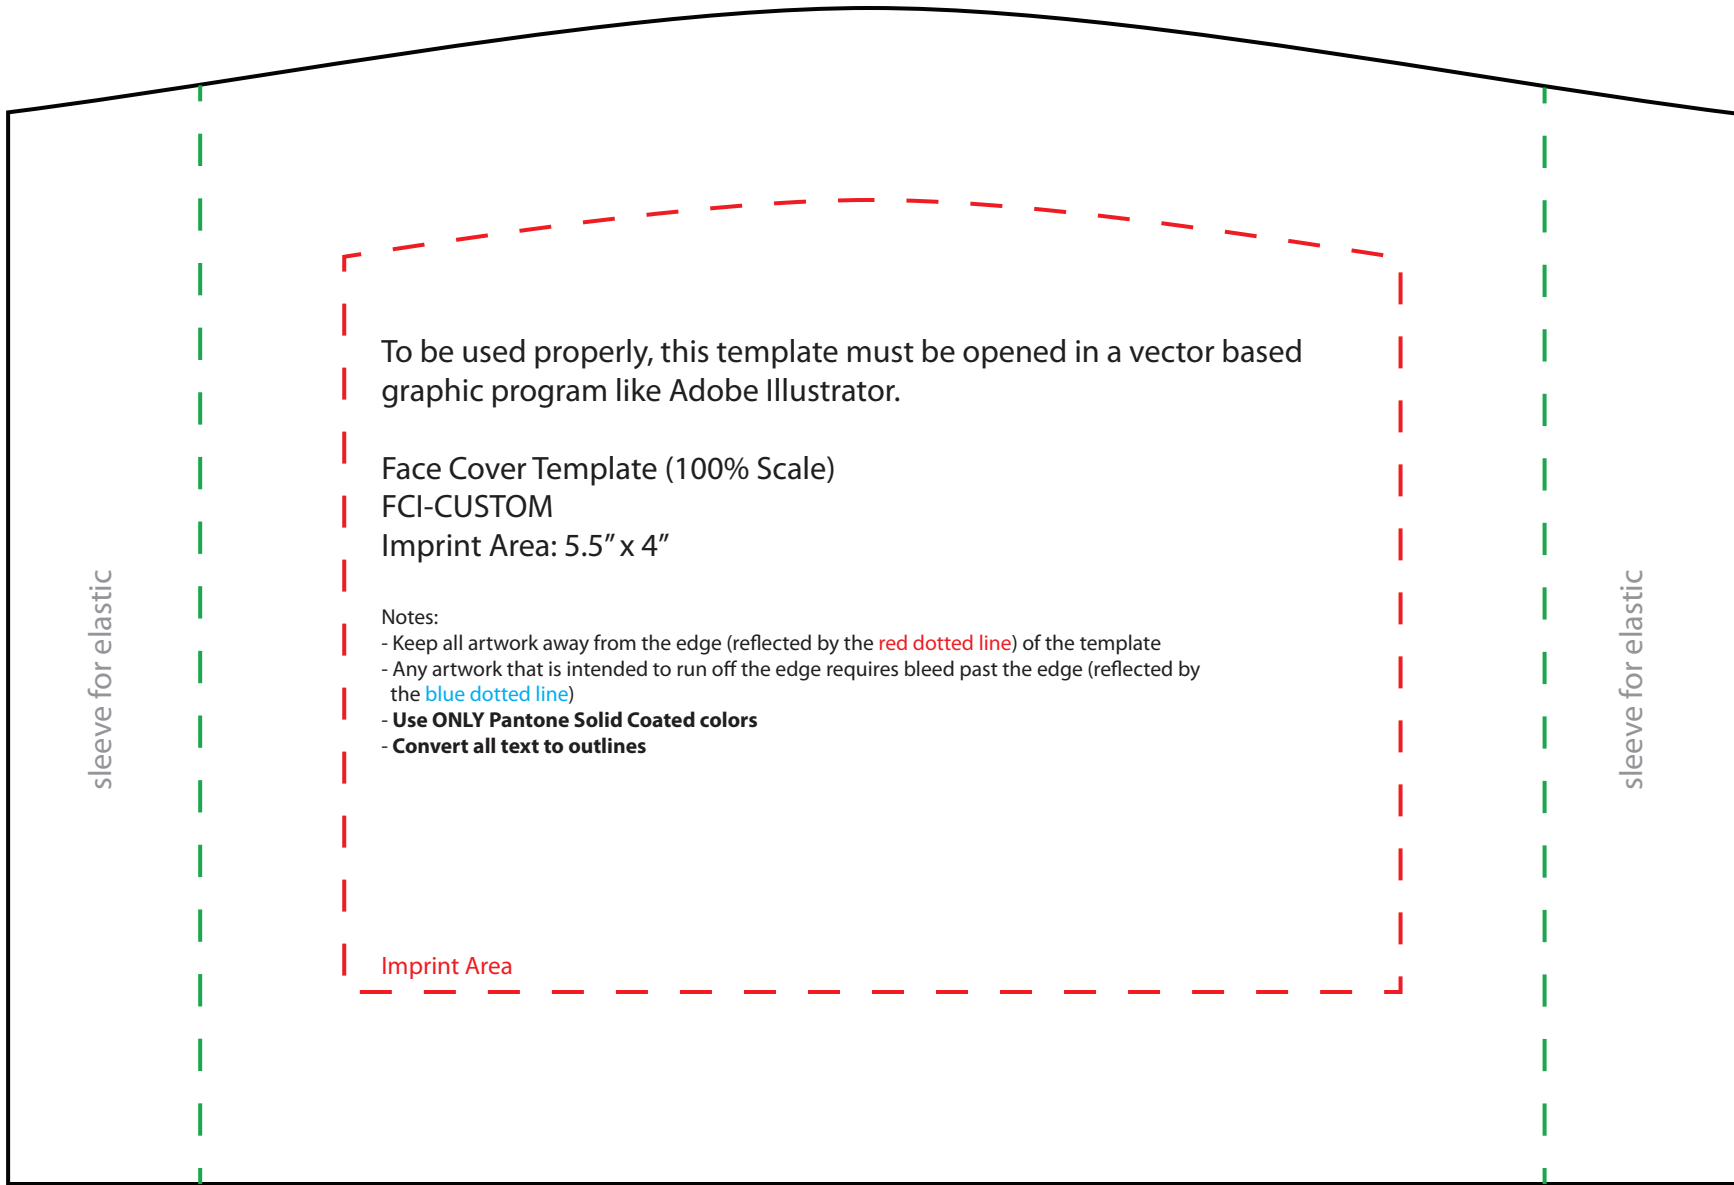 To be used properly, this template must be opened in a vector based
graphic program like Adobe Illustrator.
Face Cover Template (100% Scale)
FCI-CUSTOM
Imprint Area: 5.5” x 4”
Notes:
- Keep all artwork away from the edge (reflected by the red dotted line) of the template
- Any artwork that is intended to run off the edge requires bleed past the edge (reflected by
the blue dotted line)
- Use ONLY Pantone Solid Coated colors
- Convert all text to outlines
Imprint Area
sleeve for elastic
sleeve for elastic